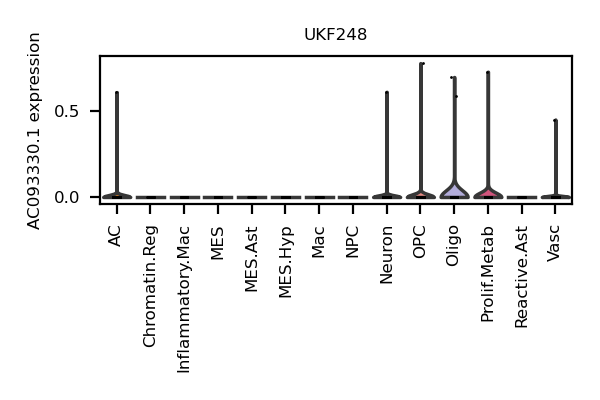 UKF248
AC093330.1 expression
0.5
0.0
AC
Chromatin.Reg
Inflammatory.Mac
MES
MES.Ast
MES.Hyp
Mac
NPC
Neuron
OPC
Oligo
Prolif.Metab
Reactive.Ast
Vasc